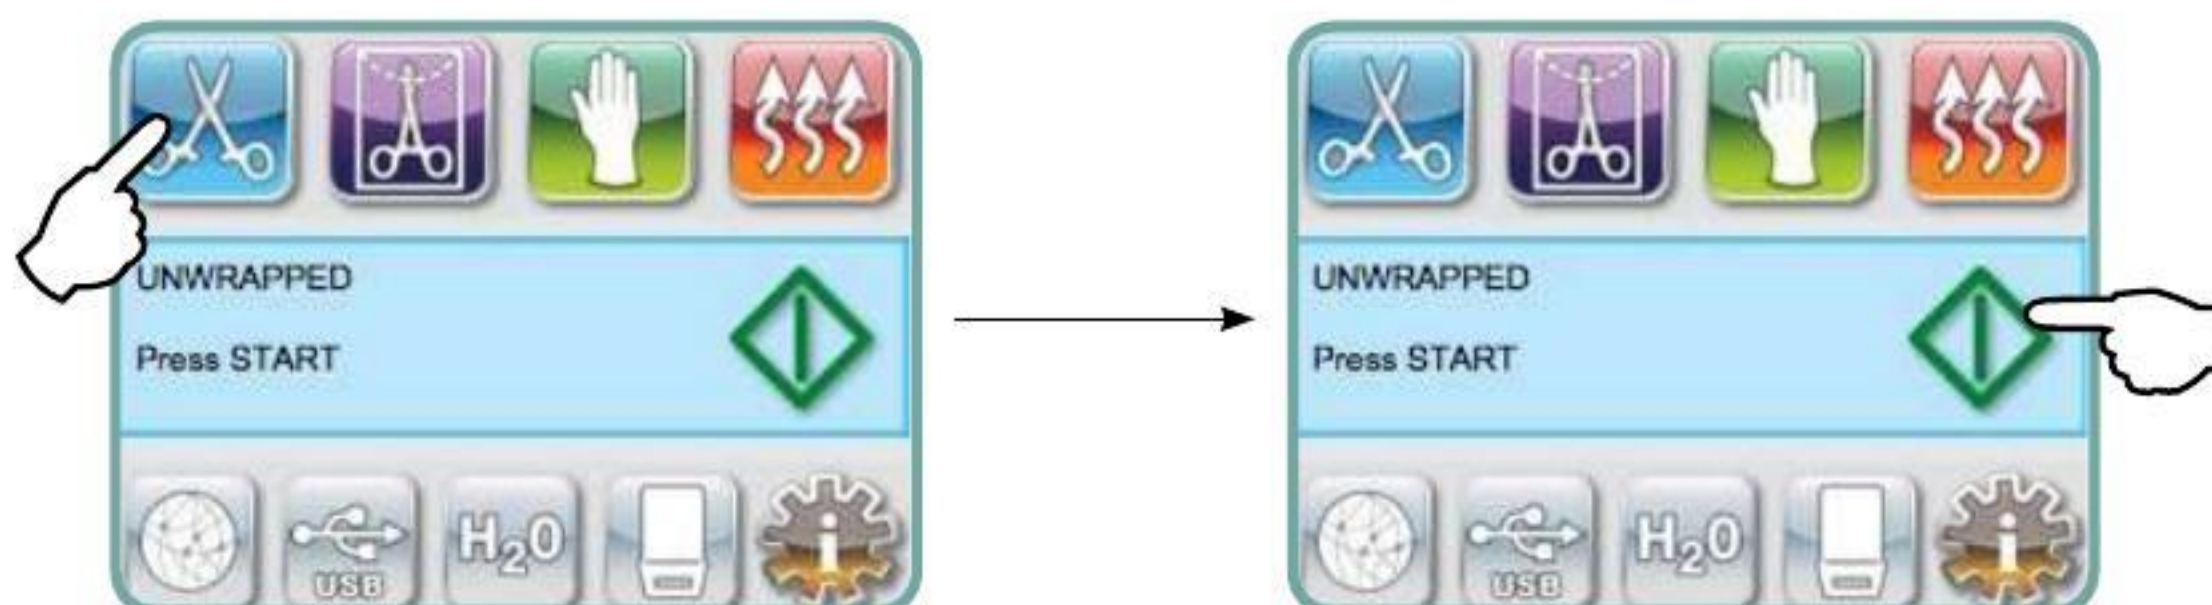 UNWRAPPED
Press START
USB
H₂O
UNWRAPPED
Press START
USB
H₂O